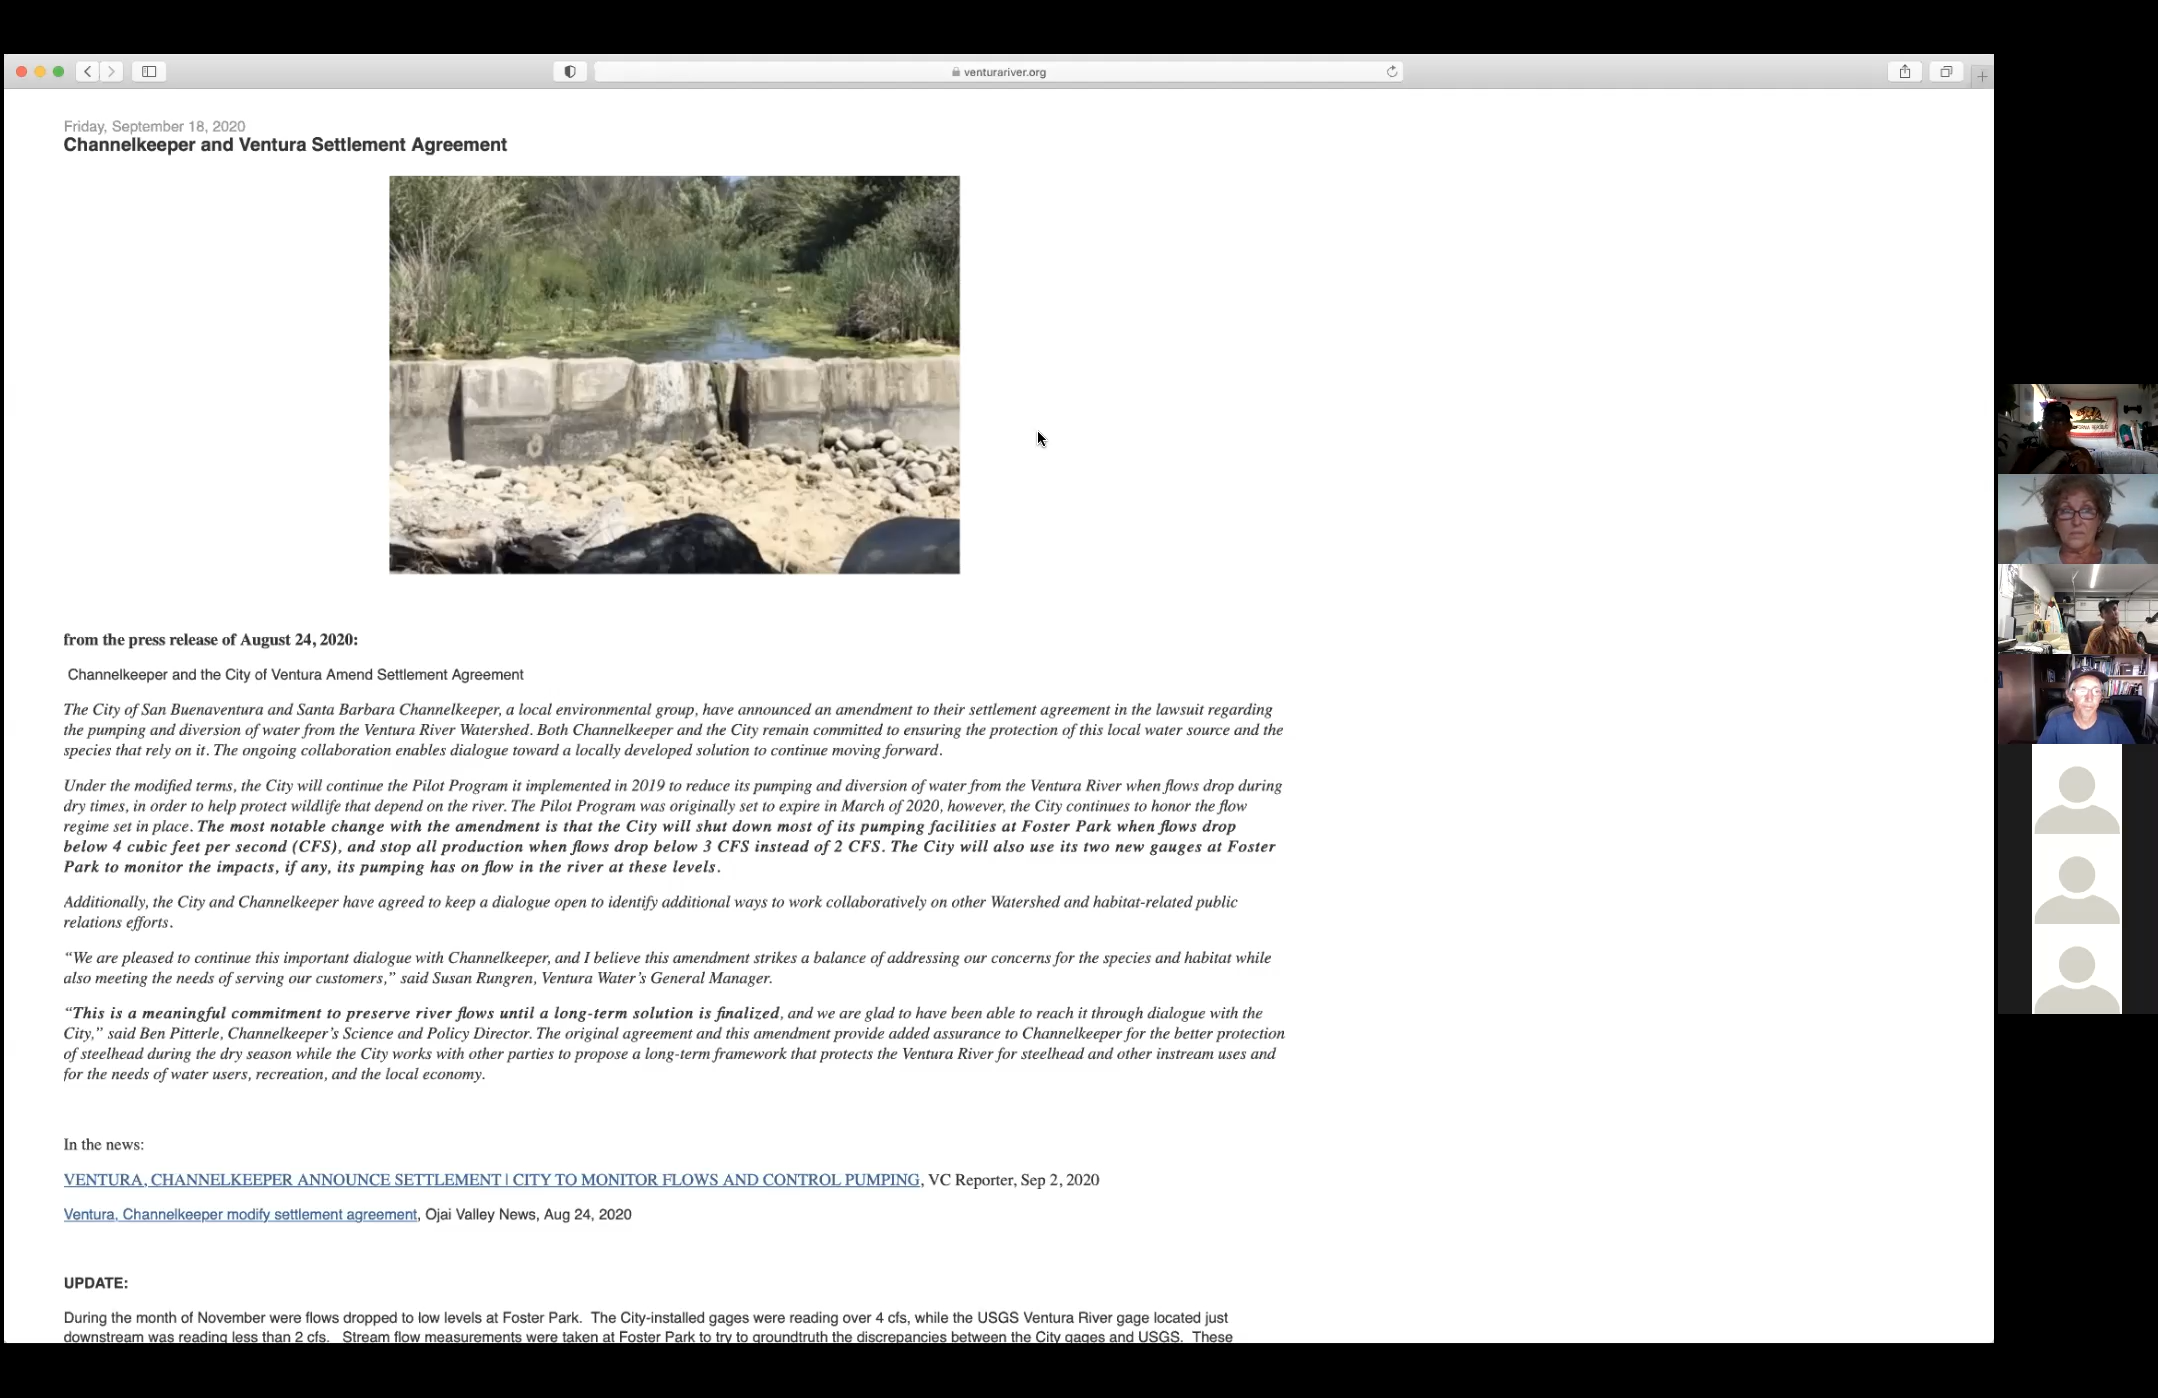 venturariver.org
Friday, September 18, 2020
Channelkeeper and Ventura Settlement Agreement
from the press release of August 24, 2020:
Channelkeeper and the City of Ventura Amend Settlement Agreement
The City of San Buenaventura and Santa Barbara Channelkeeper, a local environmental group, have announced an amendment to their settlement agreement in the lawsuit regarding
the pumping and diversion of water from the Ventura River Watershed. Both Channelkeeper and the City remain committed to ensuring the protection of this local water source and the
species that rely on it. The ongoing collaboration enables dialogue toward a locally developed solution to continue moving forward.
Under the modified terms, the City will continue the Pilot Program it implemented in 2019 to reduce its pumping and diversion of water from the Ventura River when flows drop during
dry times, in order to help protect wildlife that depend on the river. The Pilot Program was originally set to expire in March of 2020, however, the City continues to honor the flow
regime set in place. The most notable change with the amendment is that the City will shut down most of its pumping facilities at Foster Park when flows drop
below 4 cubic feet per second (CFS), and stop all production when flows drop below 3 CFS instead of 2 CFS. The City will also use its two new gauges at Foster
Park to monitor the impacts, if any, its pumping has on flow in the river at these levels.
Additionally, the City and Channelkeeper have agreed to keep a dialogue open to identify additional ways to work collaboratively on other Watershed and habitat-related public
relations efforts.
“We are pleased to continue this important dialogue with Channelkeeper, and I believe this amendment strikes a balance of addressing our concerns for the species and habitat while
also meeting the needs of serving our customers,” said Susan Rungren, Ventura Water’s General Manager.
“This is a meaningful commitment to preserve river flows until a long-term solution is finalized, and we are glad to have been able to reach it through dialogue with the
City,” said Ben Pitterle, Channelkeeper’s Science and Policy Director. The original agreement and this amendment provide added assurance to Channelkeeper for the better protection
of steelhead during the dry season while the City works with other parties to propose a long-term framework that protects the Ventura River for steelhead and other instream uses and
for the needs of water users, recreation, and the local economy.
In the news:
VENTURA, CHANNELKEEPER ANNOUNCE SETTLEMENT | CITY TO MONITOR FLOWS AND CONTROL PUMPING, VC Reporter, Sep 2, 2020
Ventura, Channelkeeper modify settlement agreement, Ojai Valley News, Aug 24, 2020
UPDATE:
During the month of November were flows dropped to low levels at Foster Park. The City-installed gages were reading over 4 cfs, while the USGS Ventura River gage located just
downstream was reading less than 2 cfs. Stream flow measurements were taken at Foster Park to try to groundtruth the discrepancies between the City gages and USGS. These